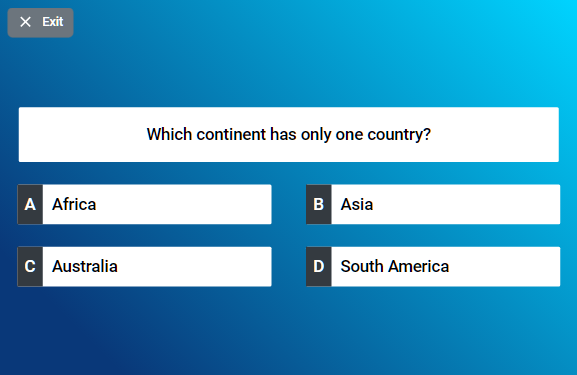 Exit
Which continent has only one country?
A Africa
B Asia
C Australia
D South America